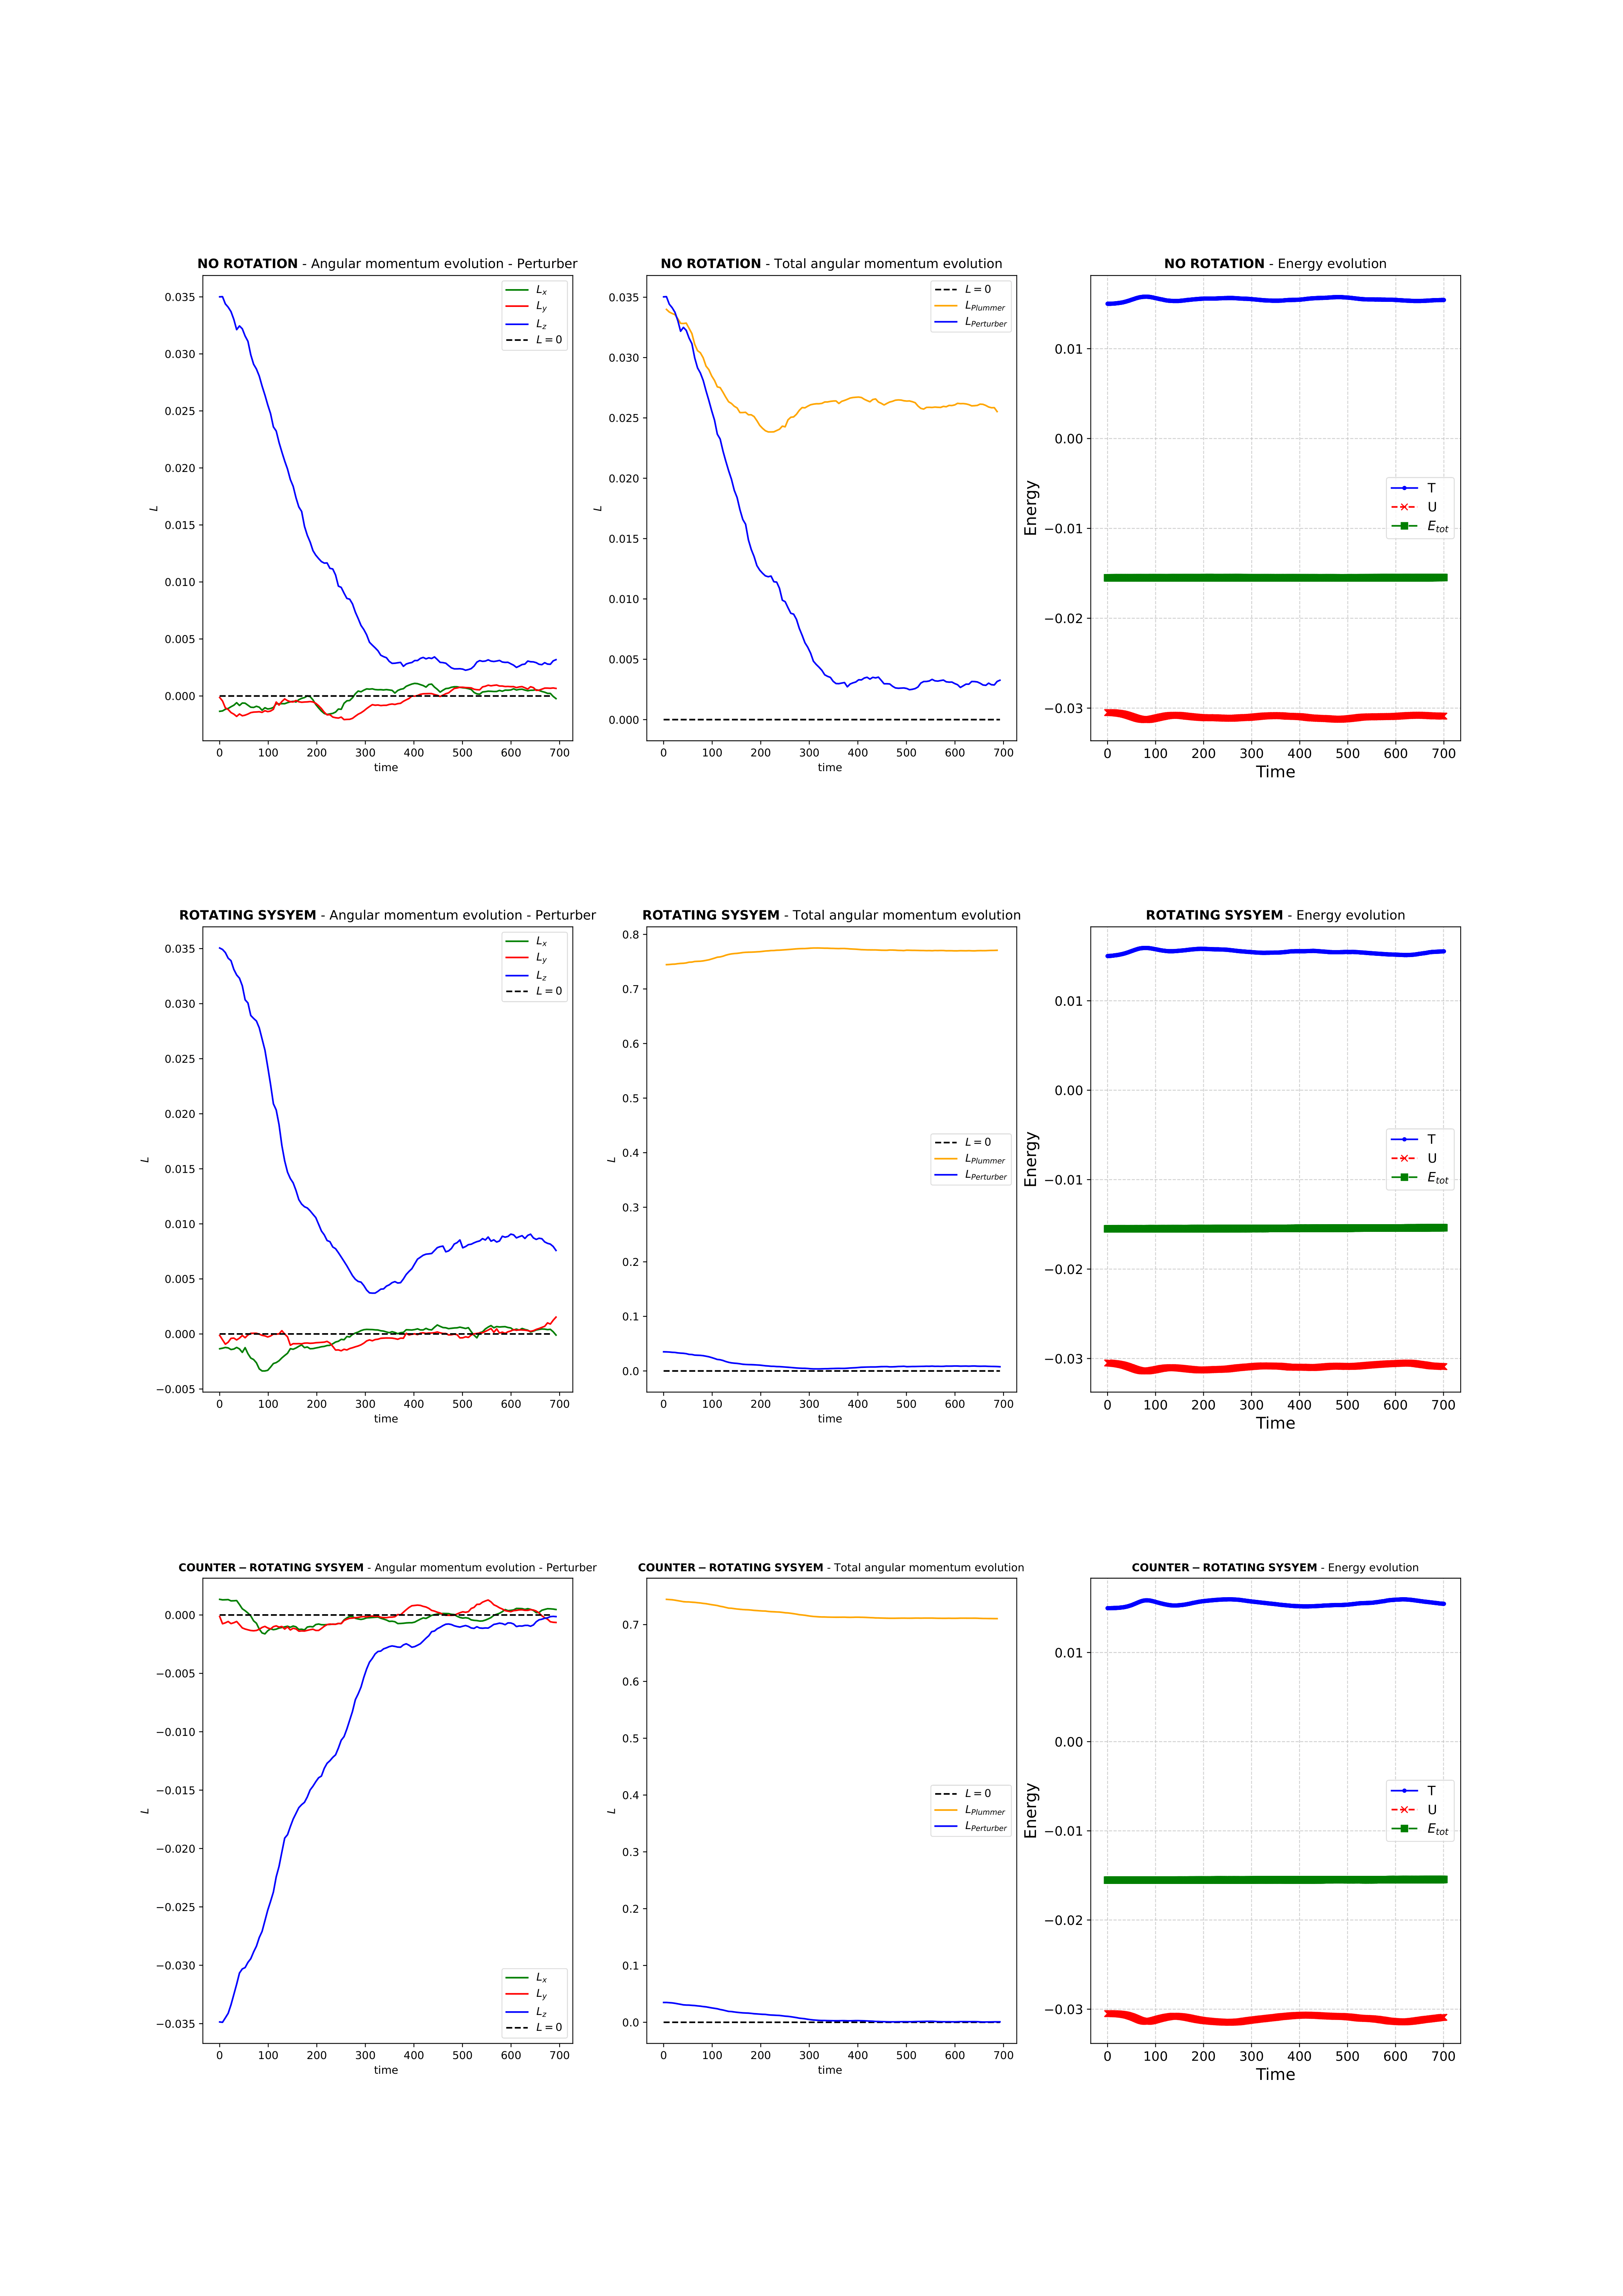 NO ROTATION - Angular momentum evolution - Perturber
L
0.035
0.030
0.025
0.020
0.015
0.010
0.005
0.000
0 100 200 300 400 500 600 700
time
Lx
Ly
Lz
L = 0
NO ROTATION - Total angular momentum evolution
L
0.035
0.030
0.025
0.020
0.015
0.010
0.005
0.000
0 100 200 300 400 500 600 700
time
L = 0
LPlummer
LPerturber
NO ROTATION - Energy evolution
Energy
0.01
0.00
−0.01
−0.02
−0.03
0 100 200 300 400 500 600 700
Time
T
U
Etot
ROTATING SYSYEM - Angular momentum evolution - Perturber
L
0.035
0.030
0.025
0.020
0.015
0.010
0.005
0.000
−0.005
0 100 200 300 400 500 600 700
time
Lx
Ly
Lz
L = 0
ROTATING SYSYEM - Total angular momentum evolution
L
0.8
0.7
0.6
0.5
0.4
0.3
0.2
0.1
0.0
0 100 200 300 400 500 600 700
time
L = 0
LPlummer
LPerturber
ROTATING SYSYEM - Energy evolution
Energy
0.01
0.00
−0.01
−0.02
−0.03
0 100 200 300 400 500 600 700
Time
T
U
Etot
COUNTER − ROTATING SYSYEM - Angular momentum evolution - Perturber
L
0.000
−0.005
−0.010
−0.015
−0.020
−0.025
−0.030
−0.035
0 100 200 300 400 500 600 700
time
Lx
Ly
Lz
L = 0
COUNTER − ROTATING SYSYEM - Total angular momentum evolution
L
0.7
0.6
0.5
0.4
0.3
0.2
0.1
0.0
0 100 200 300 400 500 600 700
time
L = 0
LPlummer
LPerturber
COUNTER − ROTATING SYSYEM - Energy evolution
Energy
0.01
0.00
−0.01
−0.02
−0.03
0 100 200 300 400 500 600 700
Time
T
U
Etot